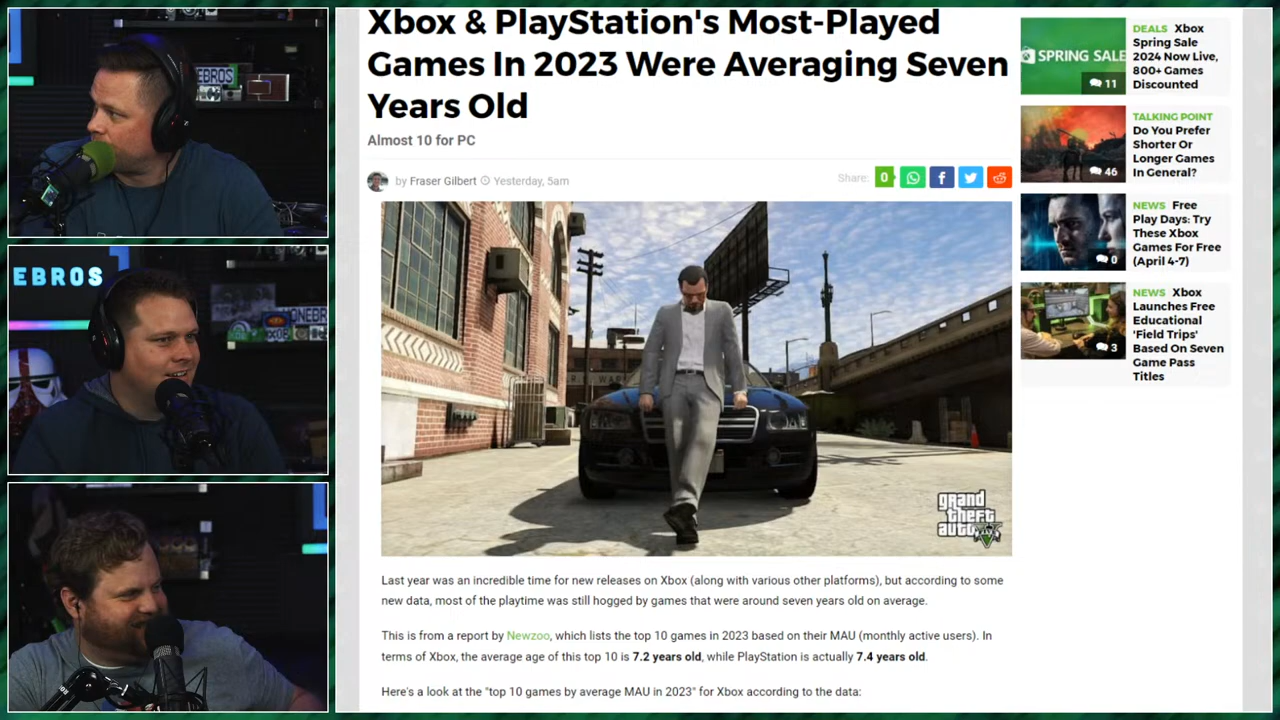 EBROS
EBROS
ONEBR
Xbox & PlayStation's Most-Played
Games In 2023 Were Averaging Seven
Years Old
Almost 10 for PC
by Fraser Gilbert Yesterday, 5am
Share: 0
grand
theft
auto
V
Last year was an incredible time for new releases on Xbox (along with various other platforms), but according to some
new data, most of the playtime was still hogged by games that were around seven years old on average.
This is from a report by Newzoo, which lists the top 10 games in 2023 based on their MAU (monthly active users). In
terms of Xbox, the average age of this top 10 is 7.2 years old, while PlayStation is actually 7.4 years old.
Here's a look at the "top 10 games by average MAU in 2023" for Xbox according to the data:
SPRING SALE
11
DEALS Xbox
Spring Sale
2024 Now Live,
800+ Games
Discounted
46
TALKING POINT
Do You Prefer
Shorter Or
Longer Games
In General?
0
NEWS Free
Play Days: Try
These Xbox
Games For Free
(April 4-7)
3
NEWS Xbox
Launches Free
Educational
'Field Trips'
Based On Seven
Game Pass
Titles